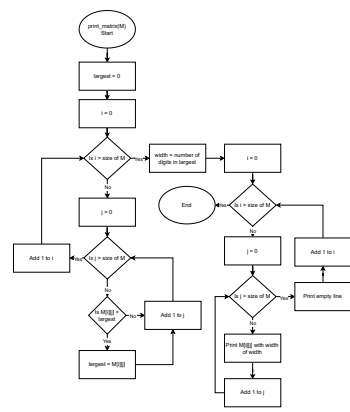 print_matrix(M)
Start
largest = 0
i = 0
Is i > size of M
Yes
width = number of
digits in largest
i = 0
No
End
Yes
Is i > size of M
j = 0
No
j = 0
Add 1 to i
Yes
Is j > size of M
Add 1 to i
No
Is j > size of M
Yes
Print empty line
Is M[i][j] >
largest
No
Add 1 to j
No
Yes
Print M[i][j] with width
of width
largest = M[i][j]
Add 1 to j